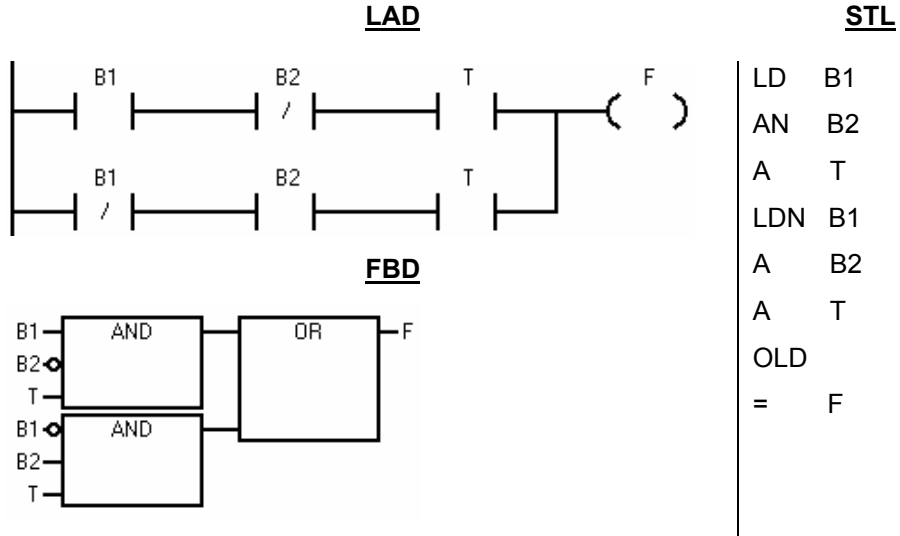 LAD
B1 B2 T F
/
B1 B2 T
/
FBD
B1 AND OR F
B2
T
B1 AND
B2
T
STL
LD B1
AN B2
A T
LDN B1
A B2
A T
OLD
= F